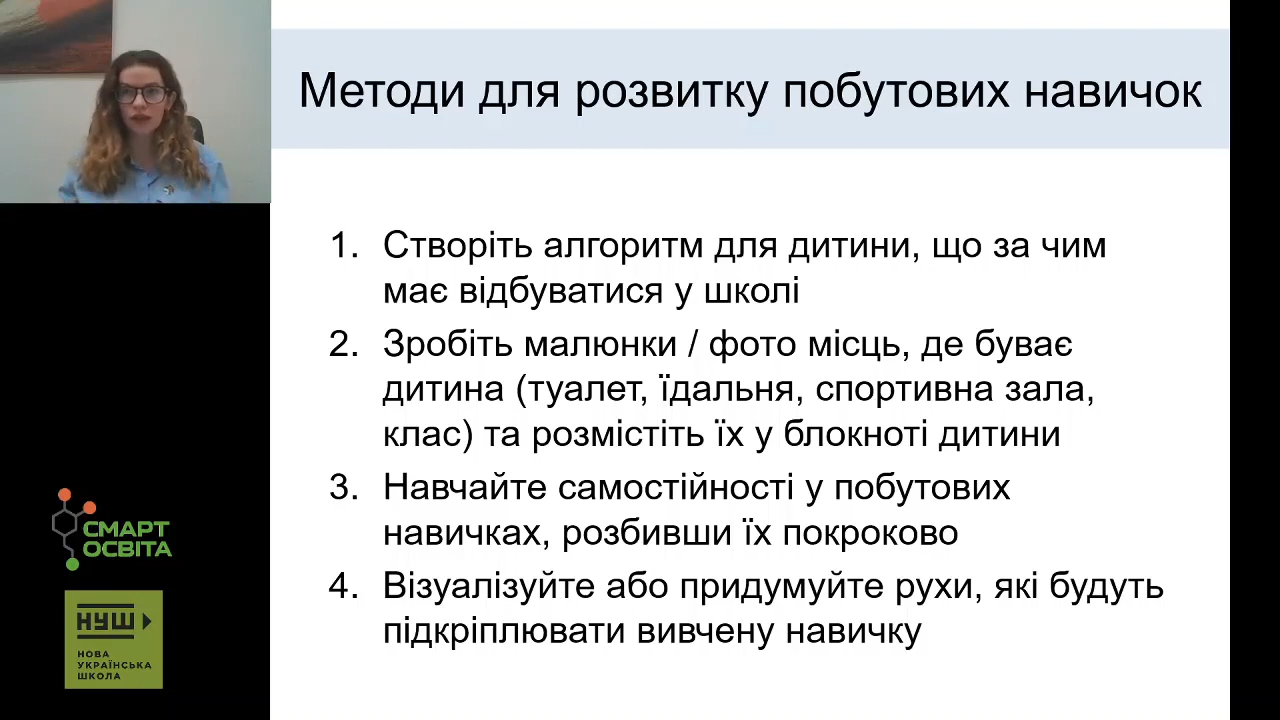 Методи для розвитку побутових навичок
1. Створіть алгоритм для дитини, що за чим
має відбуватися у школі
2. Зробіть малюнки / фото місць, де буває
дитина (туалет, їдальня, спортивна зала,
клас) та розмістіть їх у блокноті дитини
3. Навчайте самостійності у побутових
навичках, розбивши їх покроково
4. Візуалізуйте або придумуйте рухи, які будуть
підкріплювати вивчену навичку
СМАРТ
ОСВІТА
НУШ
НОВА
УКРАЇНСЬКА
ШКОЛА